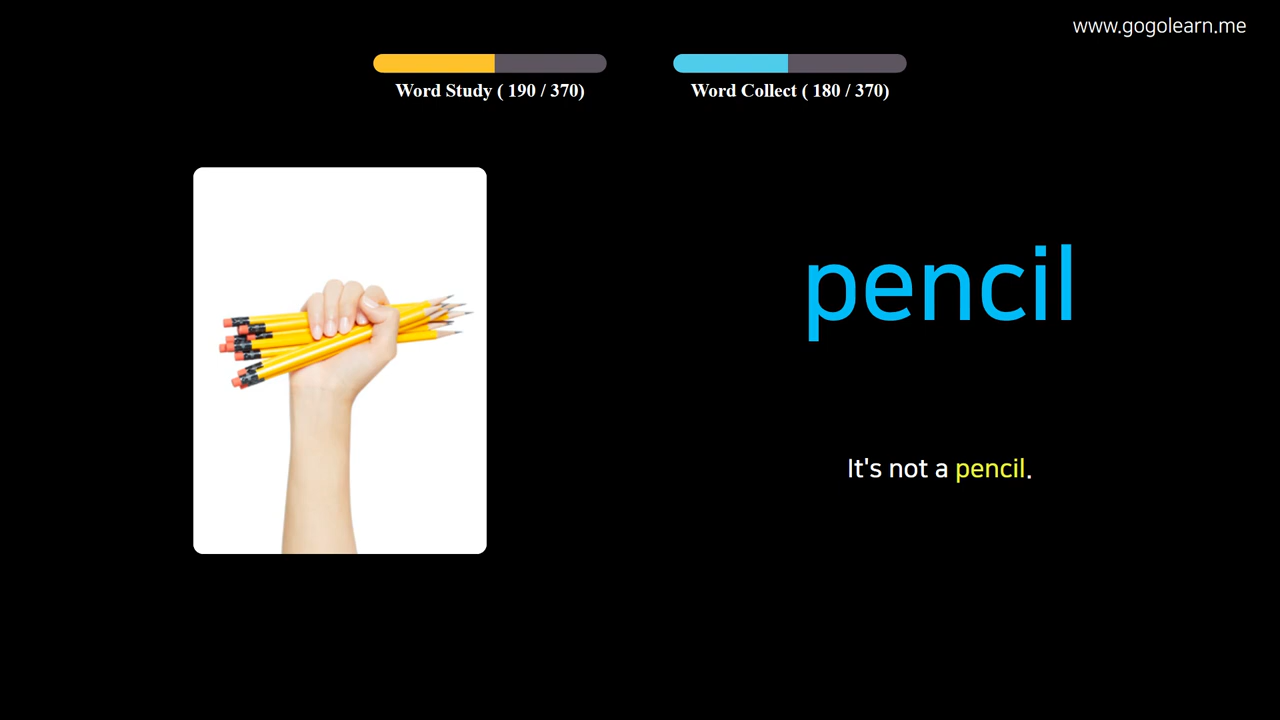 www.gogolearn.me
Word Study ( 190 / 370)
Word Collect ( 180 / 370)
pencil
It's not a pencil.